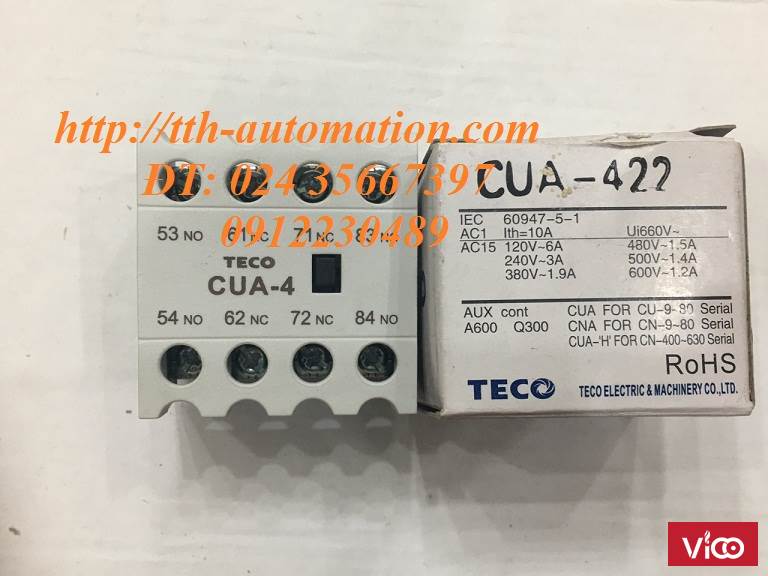 http://tth-automation.com
ĐT: 024 35667397
0912230489
53 NO 61 NC 71 NC 83 NO
TECO
CUA-4
54 NO 62 NC 72 NC 84 NO
CUA-422
IEC 60947-5-1
AC1 Ith=10A Ui660V~
AC15 120V~6A 480V~1.5A
240V~3A 500V~1.4A
380V~1.9A 600V~1.2A
AUX cont CUA FOR CU-9-80 Serial
A600 Q300 CNA FOR CN-9~80 Serial
CUA-'H' FOR CN-400~630 Serial
RoHS
TECO TECO ELECTRIC & MACHINERY CO.,LTD.
Vico